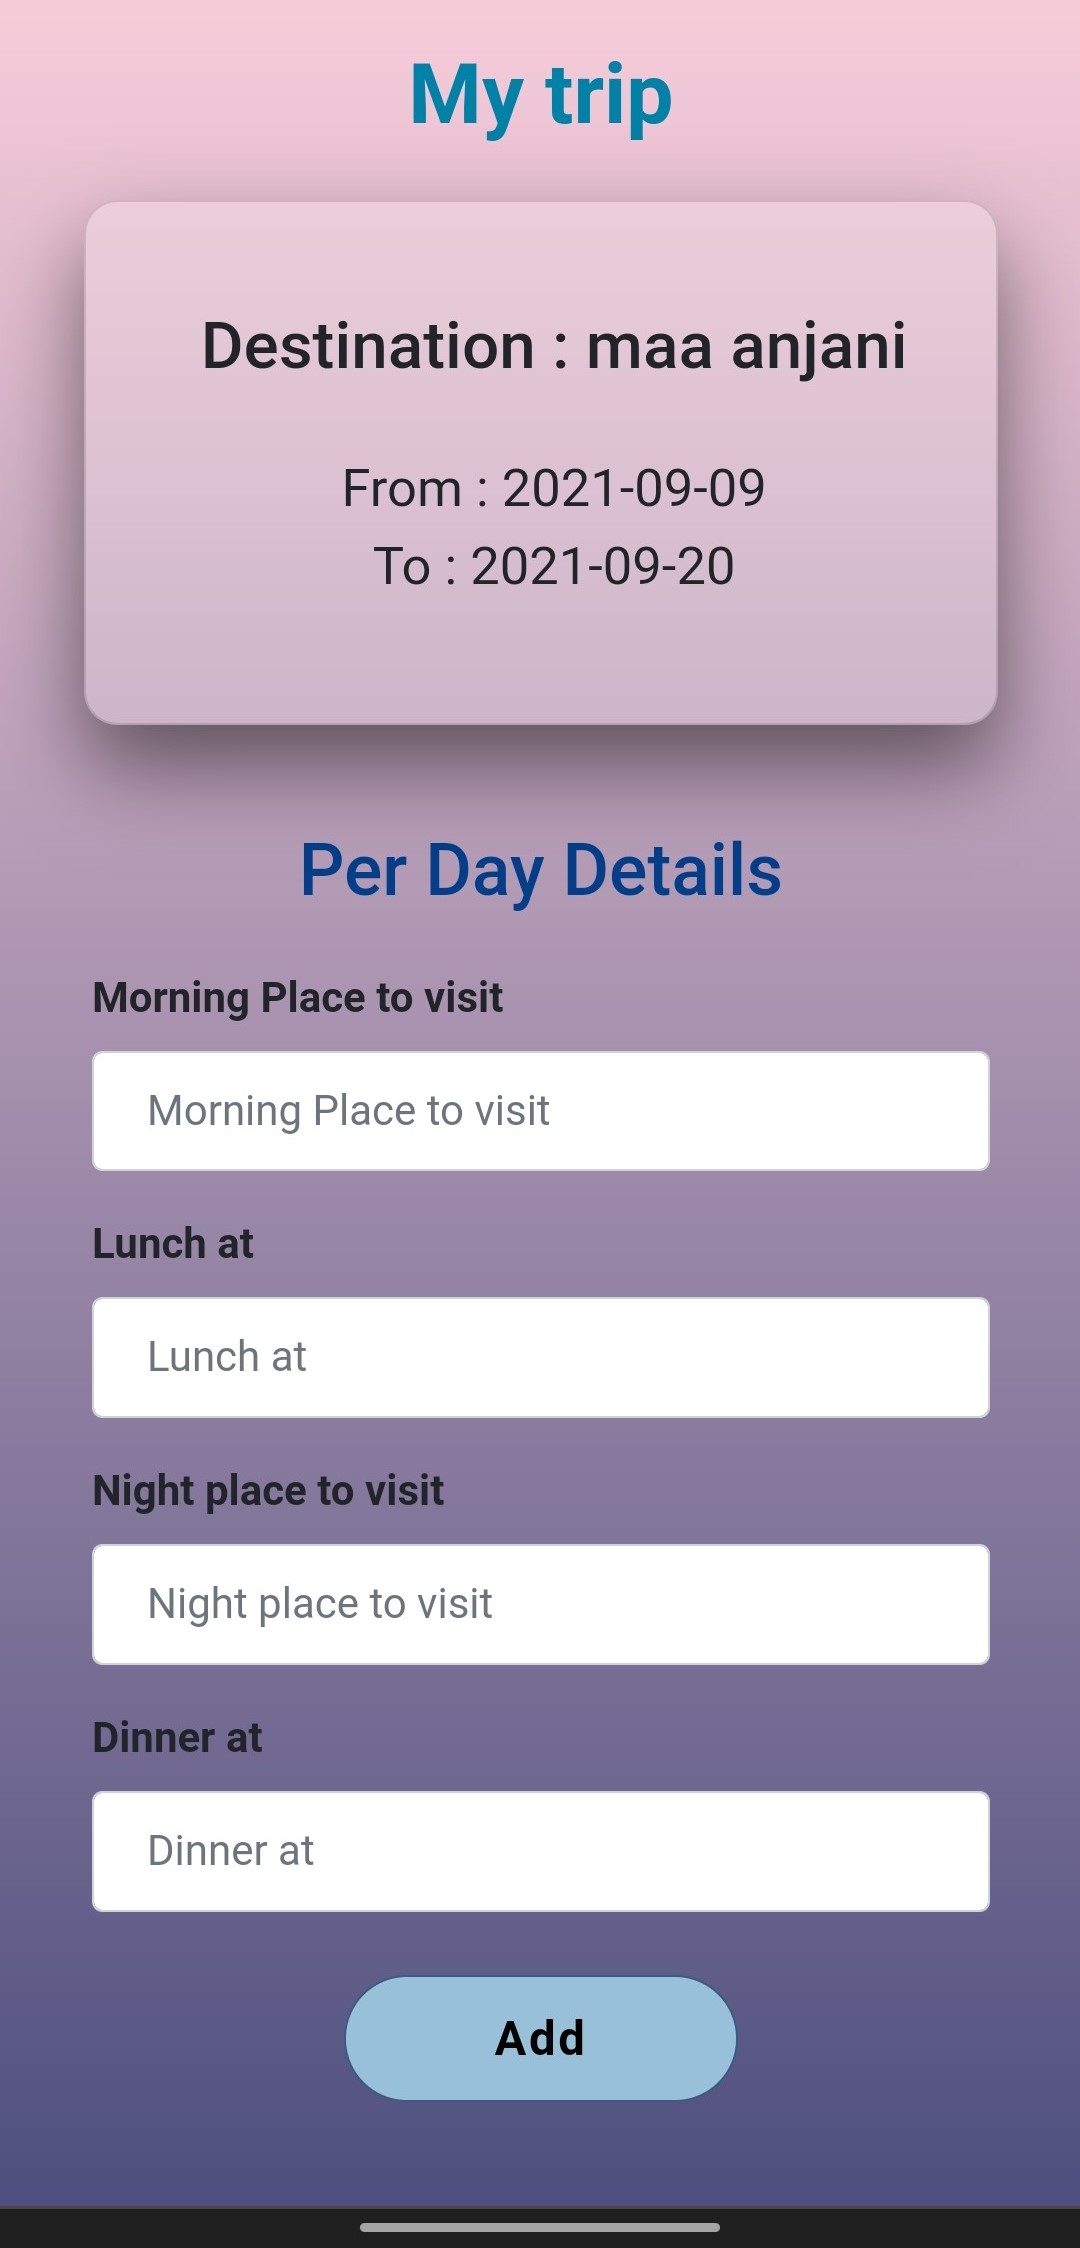 My trip
Destination : maa anjani
From : 2021-09-09
To : 2021-09-20
Per Day Details
Morning Place to visit
Morning Place to visit
Lunch at
Lunch at
Night place to visit
Night place to visit
Dinner at
Dinner at
Add